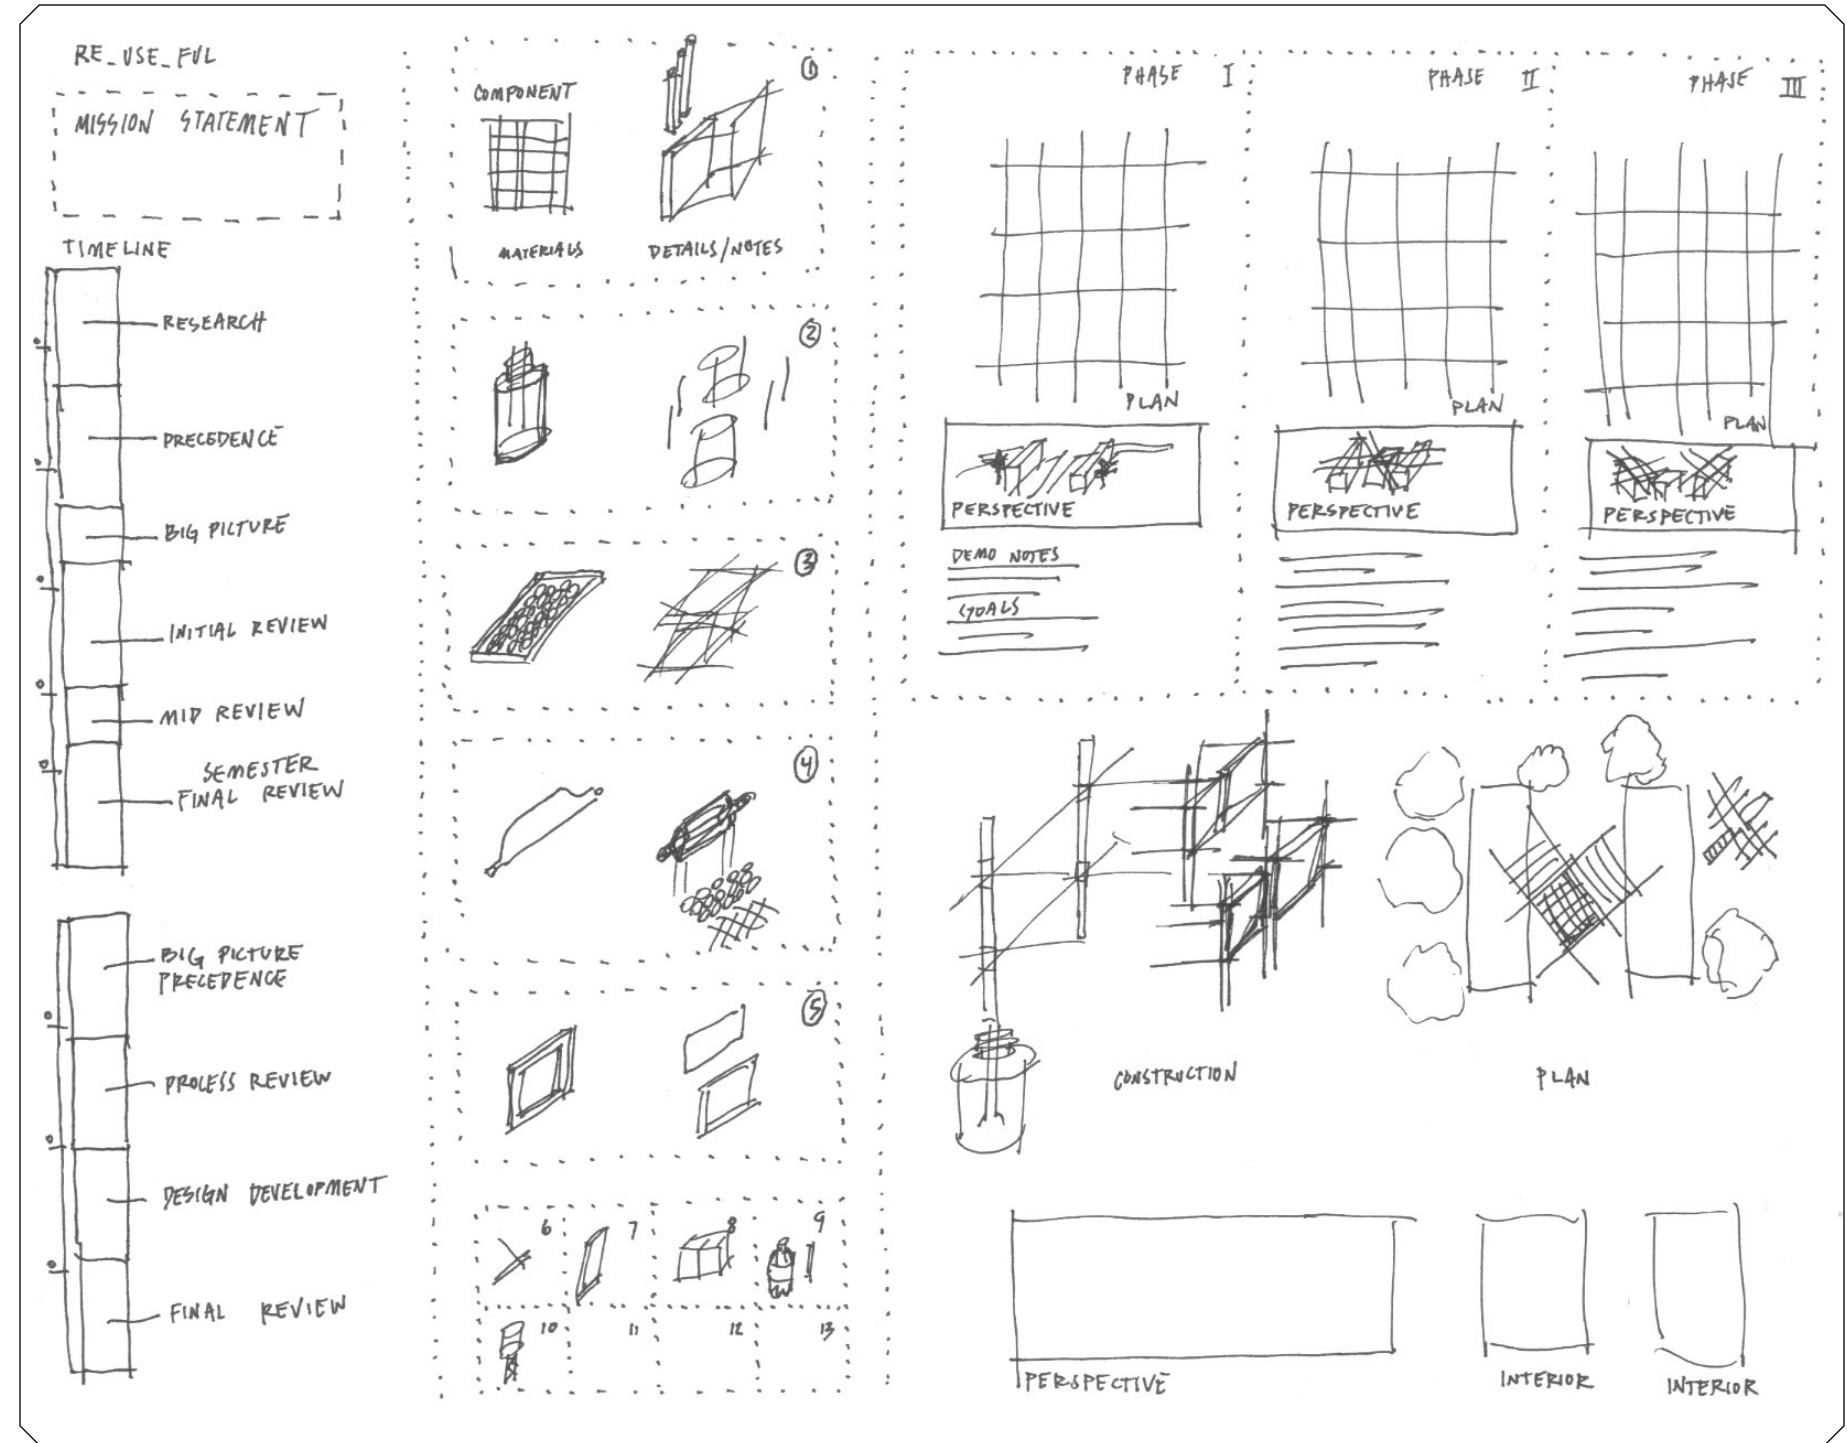 RE_USE_FUL
MISSION STATEMENT
TIMELINE
RESEARCH
PRECEDENCE
BIG PICTURE
INITIAL REVIEW
MID REVIEW
SEMESTER
FINAL REVIEW
BIG PICTURE
PRECEDENCE
PROCESS REVIEW
DESIGN DEVELOPMENT
FINAL REVIEW
1
COMPONENT
MATERIALS
DETAILS/NOTES
2
3
4
5
6
7
8
9
10
11
12
13
PHASE I
PLAN
PERSPECTIVE
DEMO NOTES
GOALS
PHASE II
PLAN
PERSPECTIVE
PHASE III
PLAN
PERSPECTIVE
CONSTRUCTION
PLAN
PERSPECTIVE
INTERIOR
INTERIOR